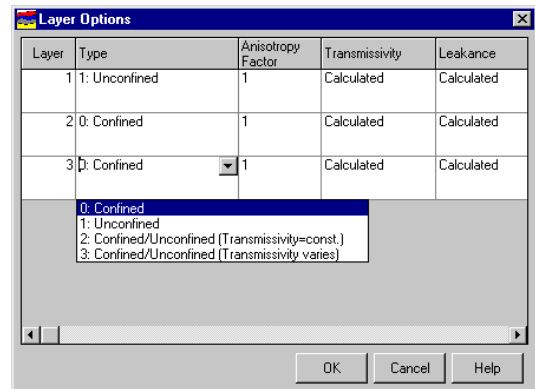 Layer Options
Layer Type Anisotropy Factor Transmissivity Leakance
1 1: Unconfined 1 Calculated Calculated
2 0: Confined 1 Calculated Calculated
3 0: Confined 1 Calculated Calculated
0: Confined
1: Unconfined
2: Confined/Unconfined (Transmissivity=const.)
3: Confined/Unconfined (Transmissivity varies)
OK Cancel Help